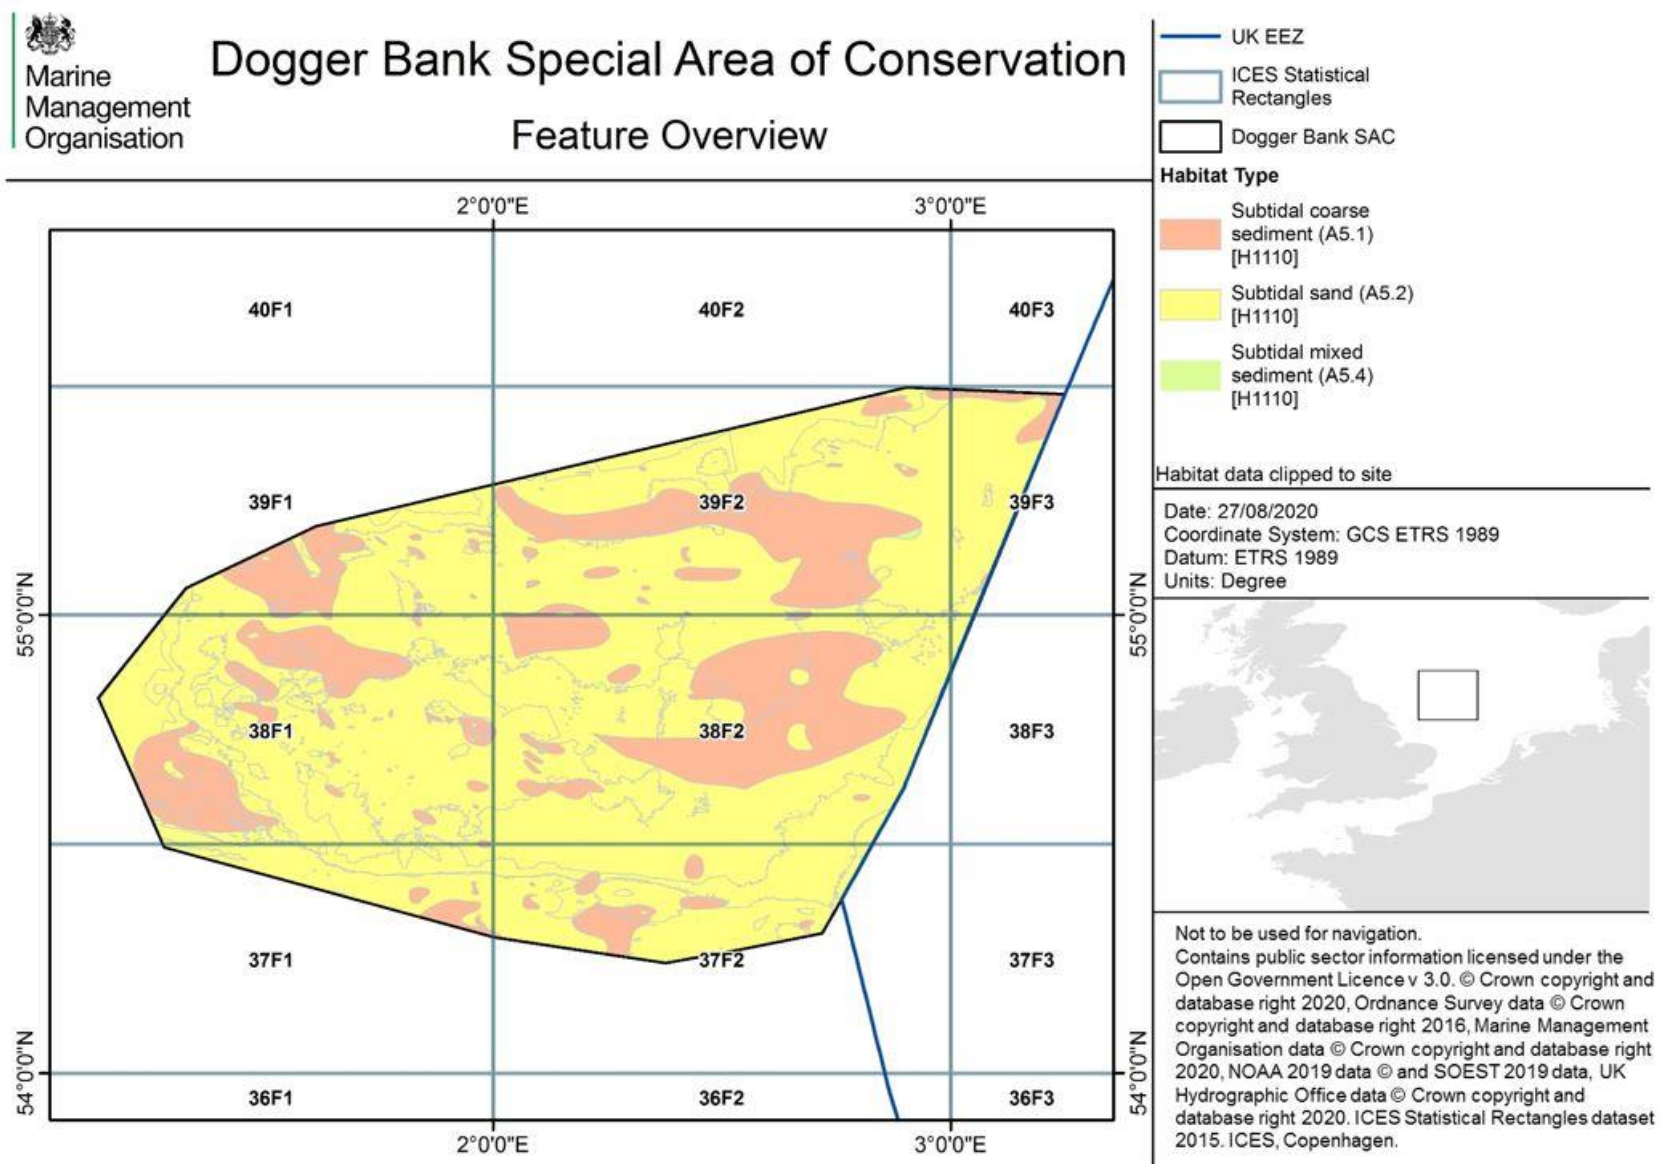 Marine
Management
Organisation
Dogger Bank Special Area of Conservation
Feature Overview
2°0'0"E
3°0'0"E
40F1
40F2
40F3
39F1
39F2
39F3
55°0'0"N
55°0'0"N
38F1
38F2
38F3
37F1
37F2
37F3
54°0'0"N
54°0'0"N
36F1
36F2
36F3
2°0'0"E
3°0'0"E
UK EEZ
ICES Statistical
Rectangles
Dogger Bank SAC
Habitat Type
Subtidal coarse
sediment (A5.1)
[H1110]
Subtidal sand (A5.2)
[H1110]
Subtidal mixed
sediment (A5.4)
[H1110]
Habitat data clipped to site
Date: 27/08/2020
Coordinate System: GCS ETRS 1989
Datum: ETRS 1989
Units: Degree
Not to be used for navigation.
Contains public sector information licensed under the
Open Government Licence v 3.0. © Crown copyright and
database right 2020, Ordnance Survey data © Crown
copyright and database right 2016, Marine Management
Organisation data © Crown copyright and database right
2020, NOAA 2019 data © and SOEST 2019 data, UK
Hydrographic Office data © Crown copyright and
database right 2020. ICES Statistical Rectangles dataset
2015. ICES, Copenhagen.